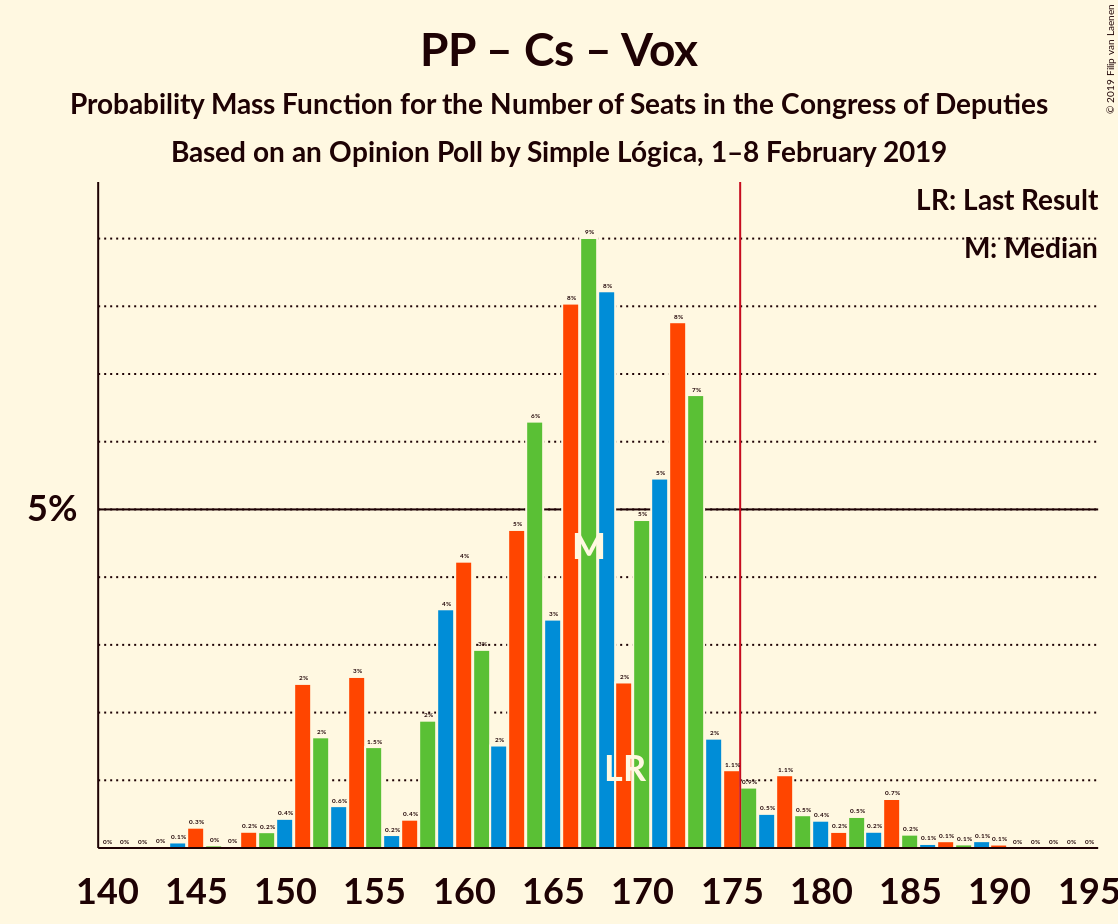 PP – Cs – Vox
Probability Mass Function for the Number of Seats in the Congress of Deputies
Based on an Opinion Poll by Simple Lógica, 1–8 February 2019
© 2019 Filip van Laenen
LR: Last Result
M: Median
5%
0% 0% 0% 0% 0.1% 0.3% 0% 0% 0.2% 0.2% 0.4% 2% 2% 0.6% 3% 1.5% 0.2% 0.4% 2% 4% 4% 3% 2% 5% 6% 3% 8% 9% 8% 2% 5% 5% 8% 7% 2% 1.1% 0.9% 0.5% 1.1% 0.5% 0.4% 0.2% 0.5% 0.2% 0.7% 0.2% 0.1% 0.1% 0.1% 0.1% 0.1% 0% 0% 0% 0% 0%
M
LR
140 145 150 155 160 165 170 175 180 185 190 195